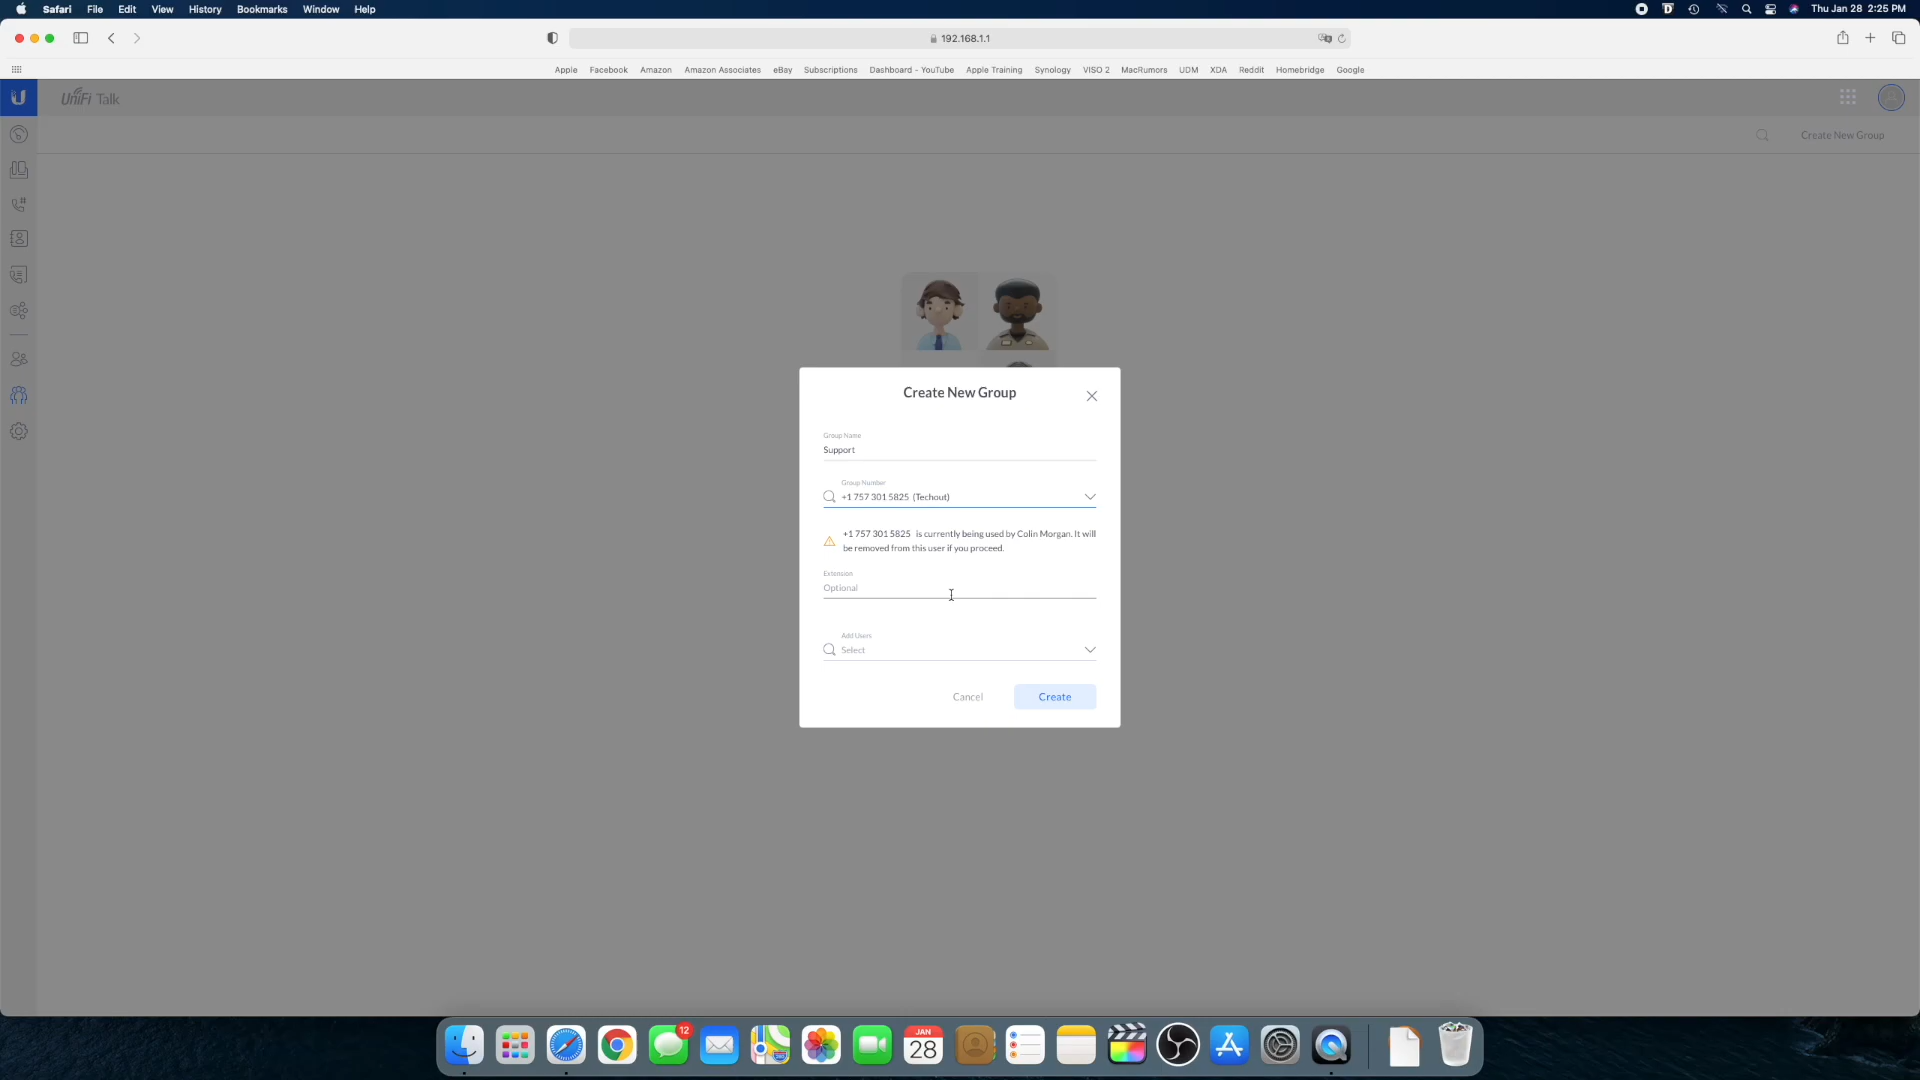 Safari File Edit View History Bookmarks Window Help
Thu Jan 28 2:25 PM
192.168.1.1
Apple Facebook Amazon Amazon Associates eBay Subscriptions Dashboard - YouTube Apple Training Synology VISO 2 MacRumors UDM XDA Reddit Homebridge Google
UniFi Talk
Create New Group
Create New Group
Group Name
Support
Group Number
+1 757 301 5825 (Techout)
+1 757 301 5825 is currently being used by Colin Morgan. It will
be removed from this user if you proceed.
Extension
Optional
Add Users
Select
Cancel Create
12
JAN
28